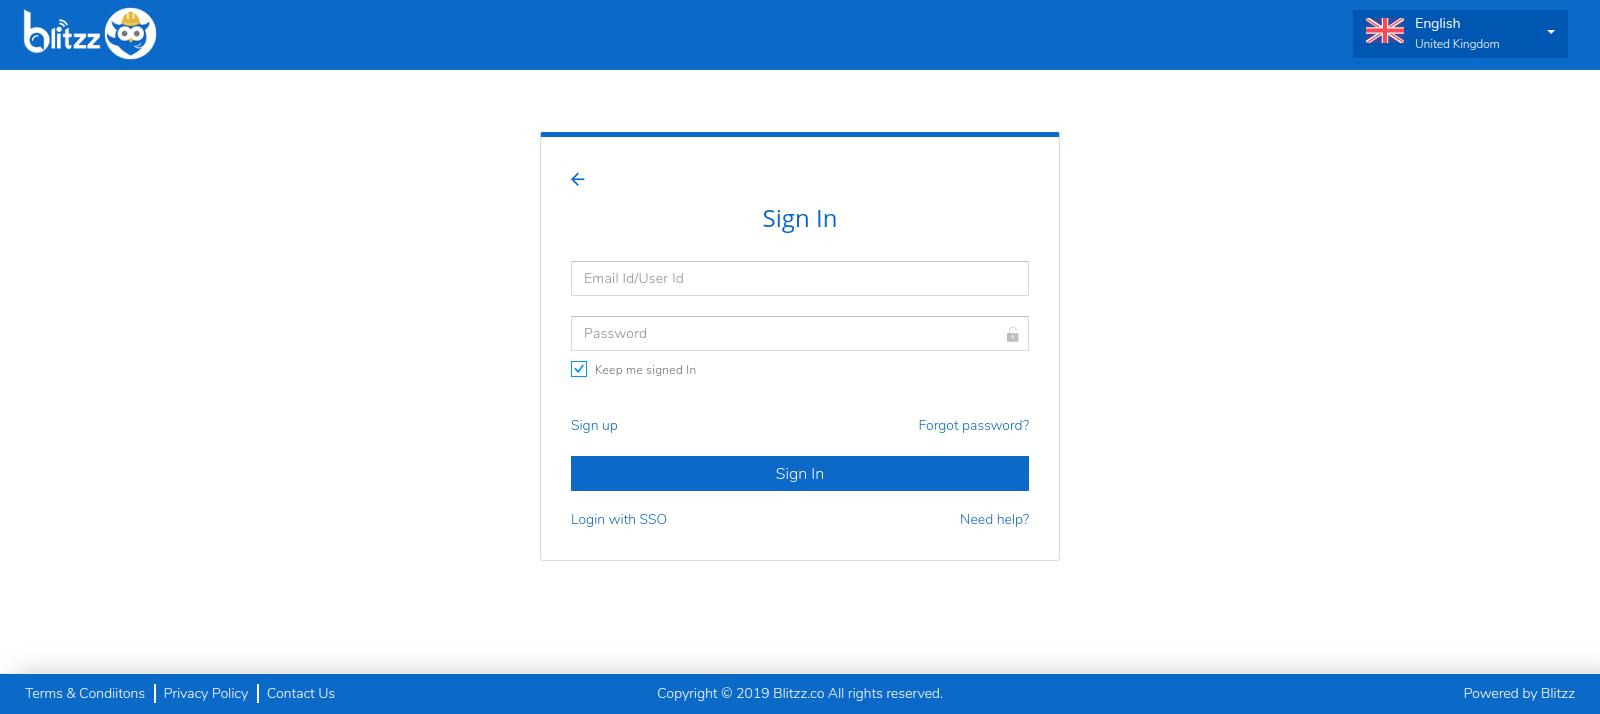 blitzz
English
United Kingdom
Sign In
Email Id/User Id
Password
Keep me signed In
Sign up
Forgot password?
Sign In
Login with SSO
Need help?
Terms & Condiitons
Privacy Policy
Contact Us
Copyright © 2019 Blitzz.co All rights reserved.
Powered by Blitzz